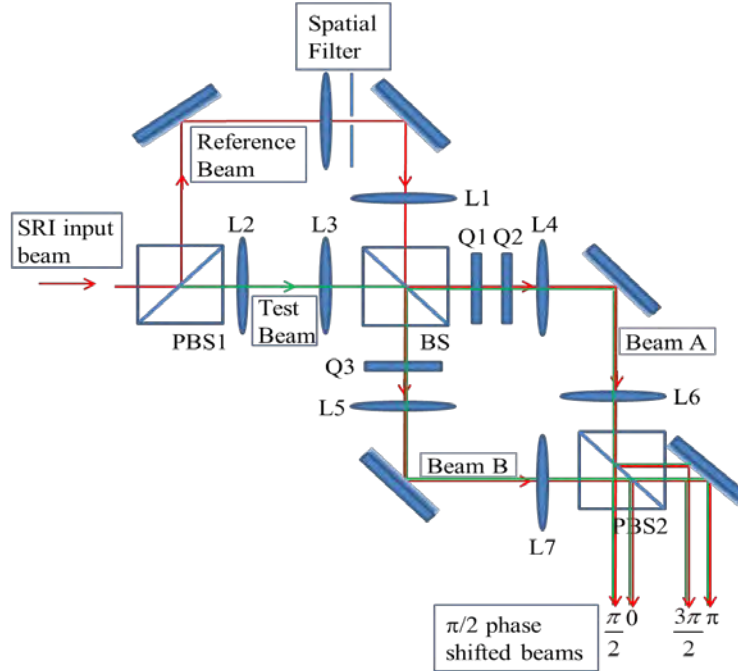 Spatial
Filter
Reference
Beam
SRI input
beam
L1
L2
L3
Q1 Q2
L4
Test
Beam
PBS1
BS
Beam A
Q3
L5
L6
Beam B
PBS2
L7
π/2 phase
shifted beams
π/2 0 3π/2 π